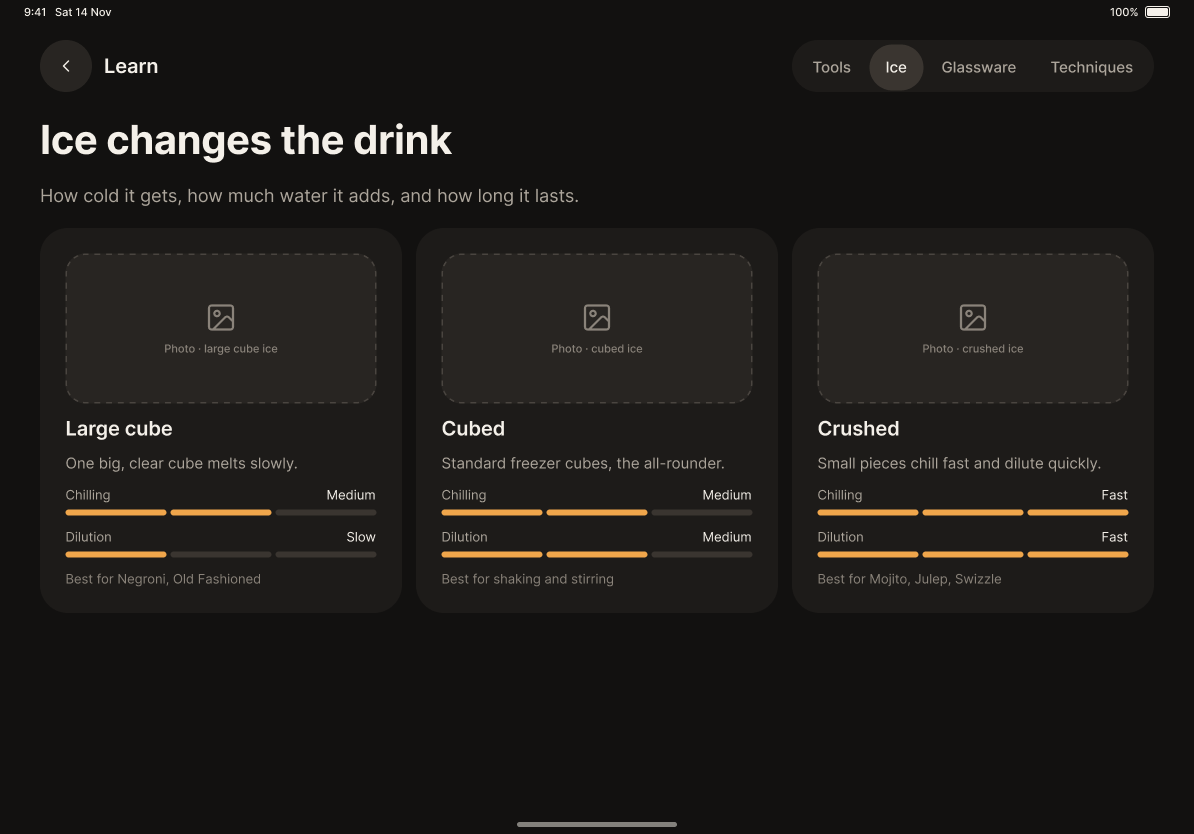 9:41 Sat 14 Nov
100%
Learn
Tools Ice Glassware Techniques
Ice changes the drink
How cold it gets, how much water it adds, and how long it lasts.
Photo · large cube ice
Large cube
One big, clear cube melts slowly.
Chilling Medium
Dilution Slow
Best for Negroni, Old Fashioned
Photo · cubed ice
Cubed
Standard freezer cubes, the all-rounder.
Chilling Medium
Dilution Medium
Best for shaking and stirring
Photo · crushed ice
Crushed
Small pieces chill fast and dilute quickly.
Chilling Fast
Dilution Fast
Best for Mojito, Julep, Swizzle